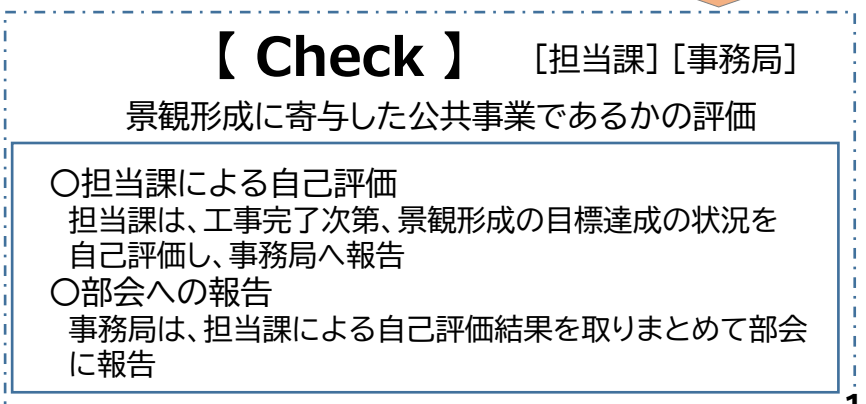 【 Check 】 [担当課] [事務局]
景観形成に寄与した公共事業であるかの評価
〇担当課による自己評価
担当課は、工事完了次第、景観形成の目標達成の状況を
自己評価し、事務局へ報告
〇部会への報告
事務局は、担当課による自己評価結果を取りまとめて部会
に報告